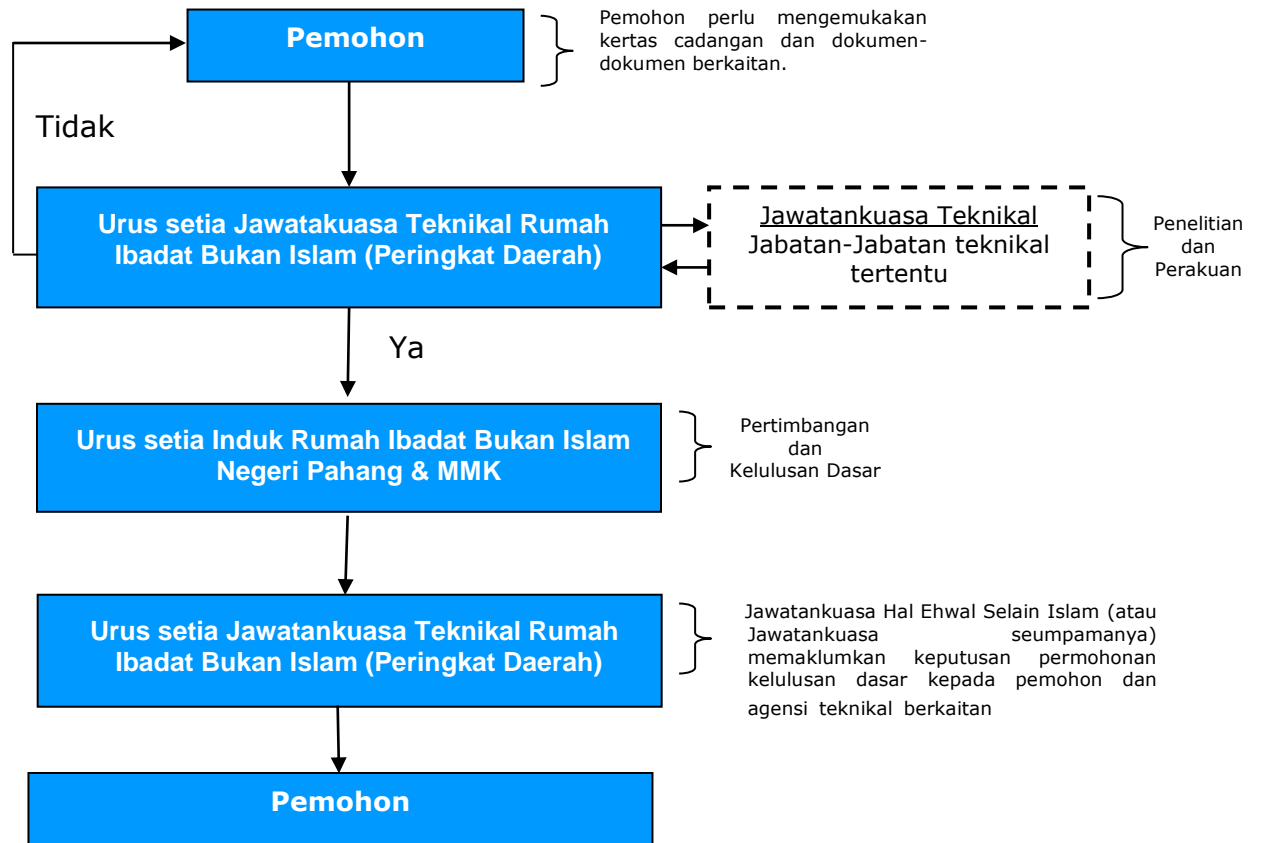 Pemohon
Pemohon perlu mengemukakan
kertas cadangan dan dokumen-
dokumen berkaitan.
Tidak
Urus setia Jawatakuasa Teknikal Rumah
Ibadat Bukan Islam (Peringkat Daerah)
Jawatankuasa Teknikal
Jabatan-Jabatan teknikal
tertentu
Penelitian
dan
Perakuan
Ya
Urus setia Induk Rumah Ibadat Bukan Islam
Negeri Pahang & MMK
Pertimbangan
dan
Kelulusan Dasar
Urus setia Jawatankuasa Teknikal Rumah
Ibadat Bukan Islam (Peringkat Daerah)
Jawatankuasa Hal Ehwal Selain Islam (atau
Jawatankuasa seumpamanya)
memaklumkan keputusan permohonan
kelulusan dasar kepada pemohon dan
agensi teknikal berkaitan
Pemohon